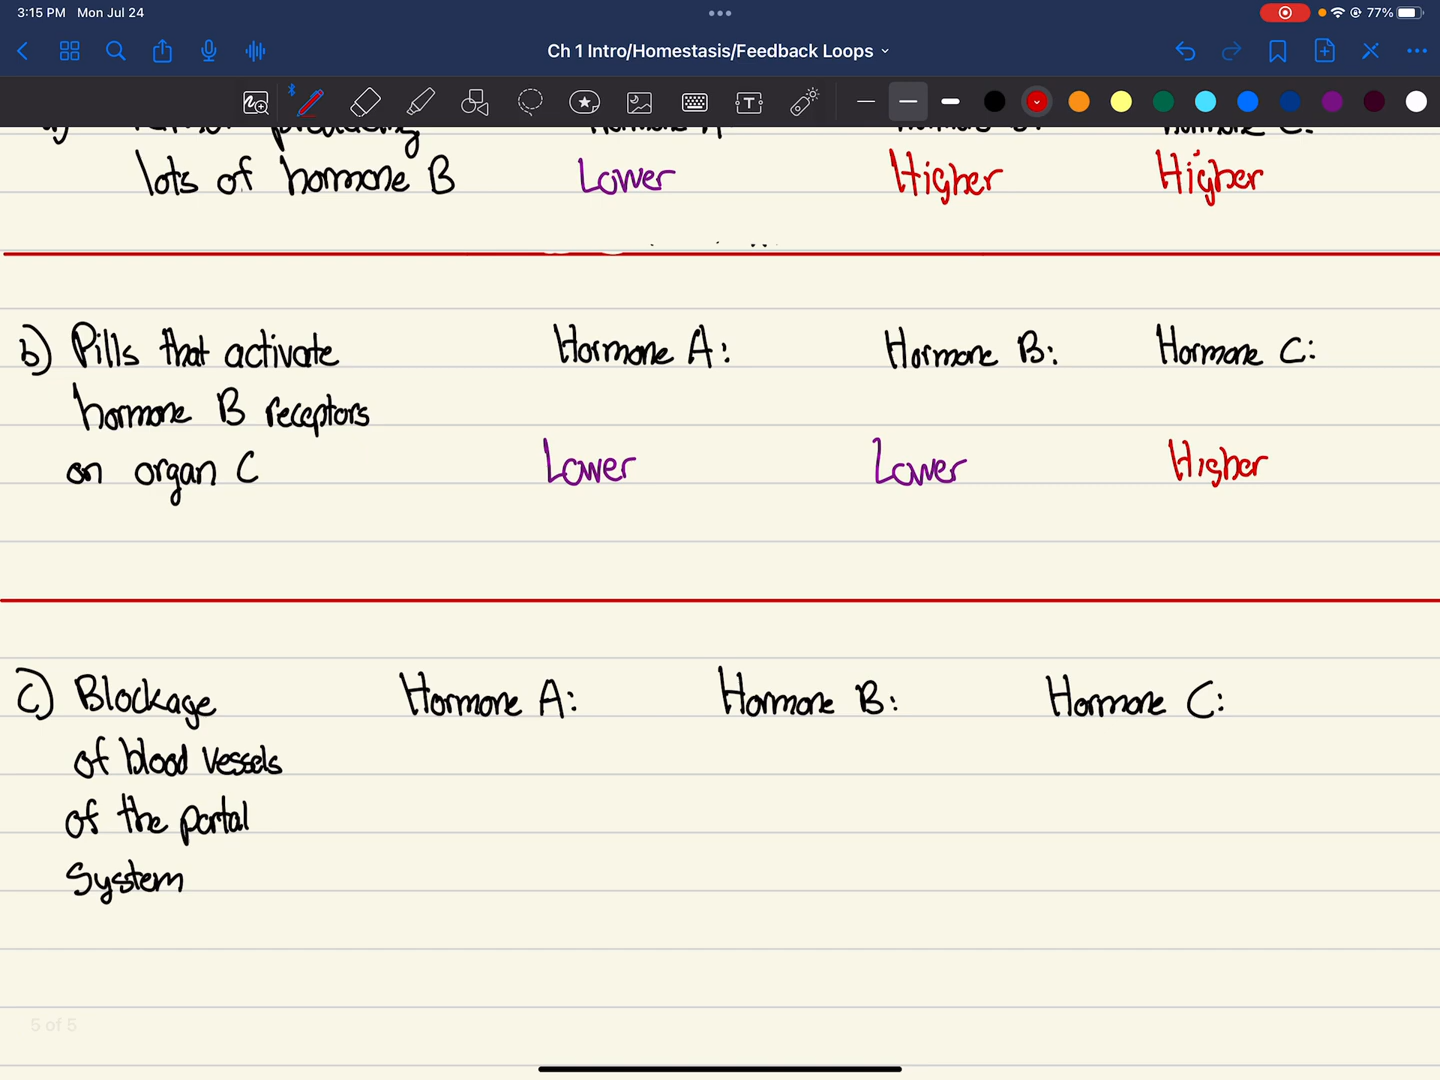 3:15 PM Mon Jul 24
77%
Ch 1 Intro/Homestasis/Feedback Loops
T
lots of hormone B Lower Higher Higher
b) Pills that activate Hormone A: Hormone B: Hormone C:
hormone B receptors
on organ C Lower Lower Higher
c) Blockage Hormone A: Hormone B: Hormone C:
of blood vessels
of the portal
System
5 of 5